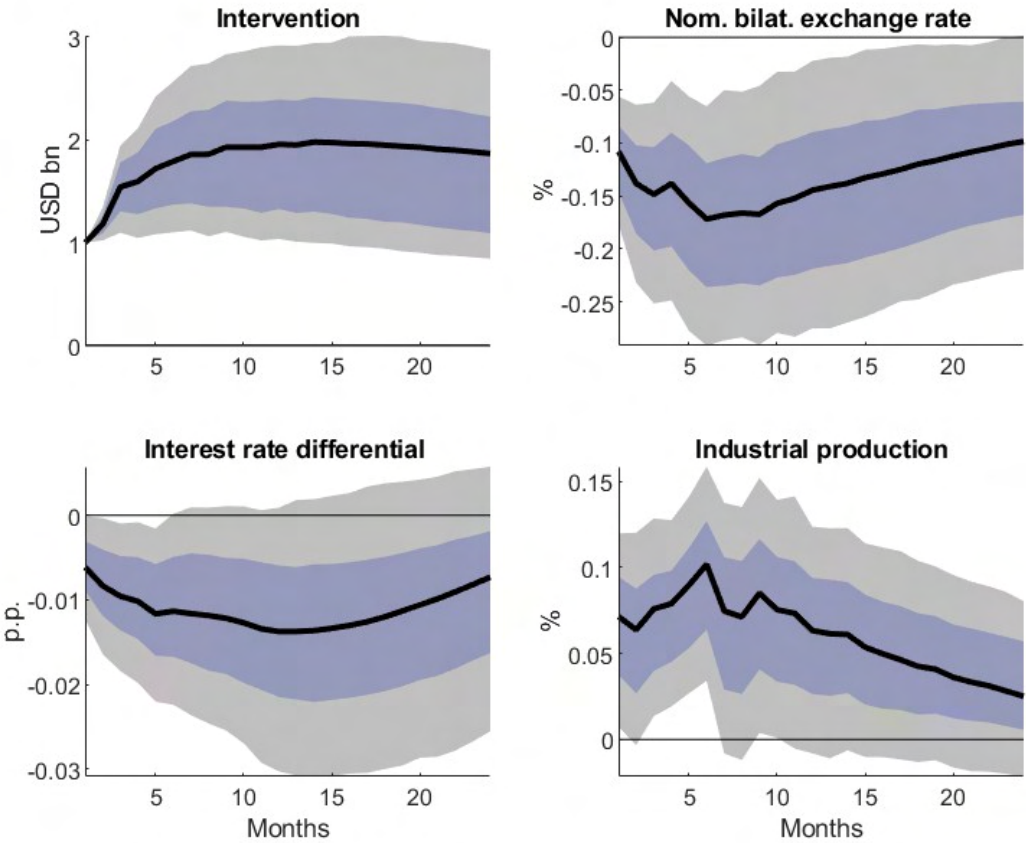 Intervention
3
2
1
0
USD bn
5 10 15 20
Nom. bilat. exchange rate
0
-0.05
-0.1
-0.15
-0.2
-0.25
%
5 10 15 20
Interest rate differential
0
-0.01
-0.02
-0.03
p.p.
5 10 15 20
Months
Industrial production
0.15
0.1
0.05
0
%
5 10 15 20
Months